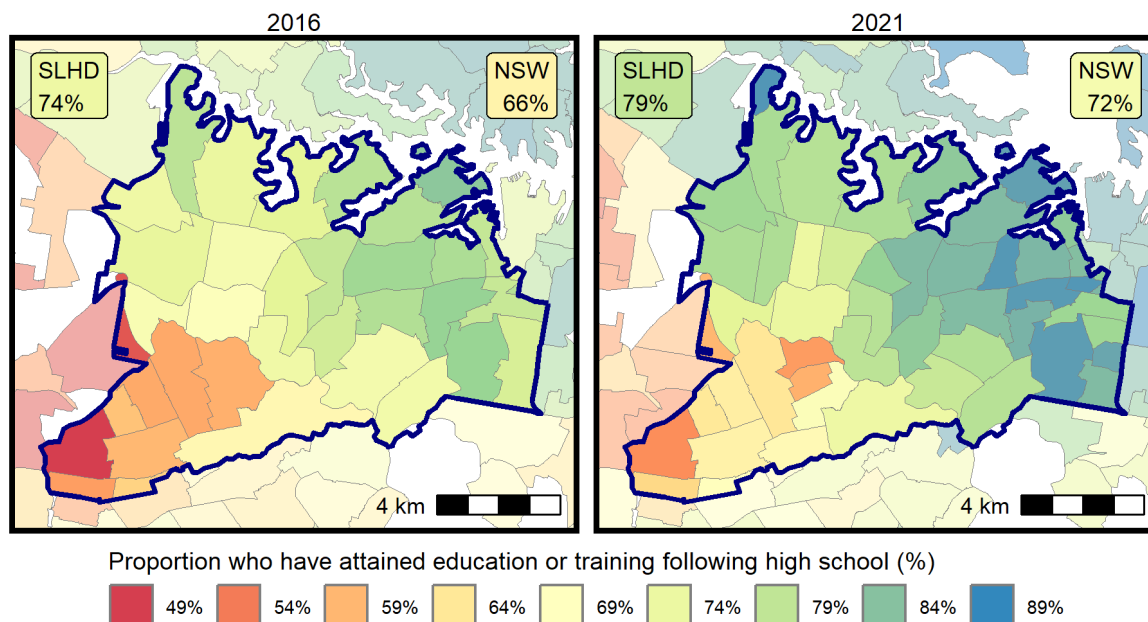 2016
2021
SLHD
74%
NSW
66%
SLHD
79%
NSW
72%
4 km
4 km
Proportion who have attained education or training following high school (%)
49% 54% 59% 64% 69% 74% 79% 84% 89%